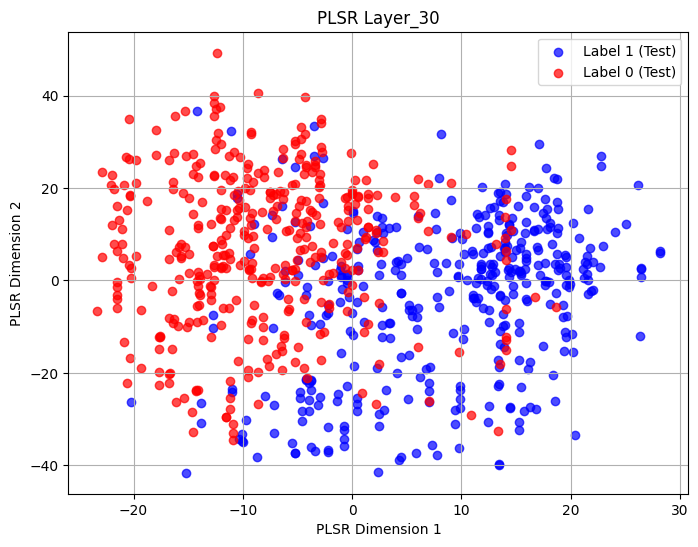 PLSR Layer_30
Label 1 (Test)
Label 0 (Test)
PLSR Dimension 2
40
20
0
−20
−40
−20
−10
0
10
20
30
PLSR Dimension 1